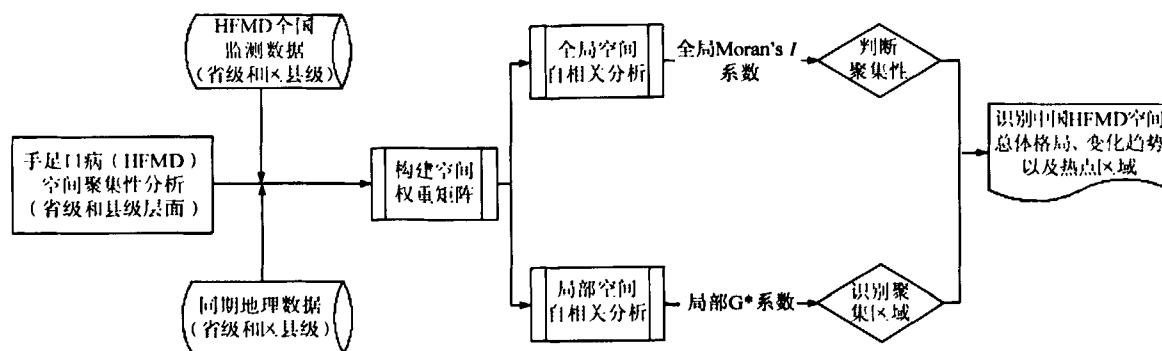 HFMD全国
监测数据
(省级和区县级)
手足口病(HFMD)
空间聚集性分析
(省级和县级层面)
同期地理数据
(省级和区县级)
构建空间
权重矩阵
全局空间
自相关分析
全局Moran's I
系数
判断
聚集性
局部空间
自相关分析
局部G*系数
识别聚
集区域
识别中国HFMD空间
总体格局、变化趋势
以及热点区域